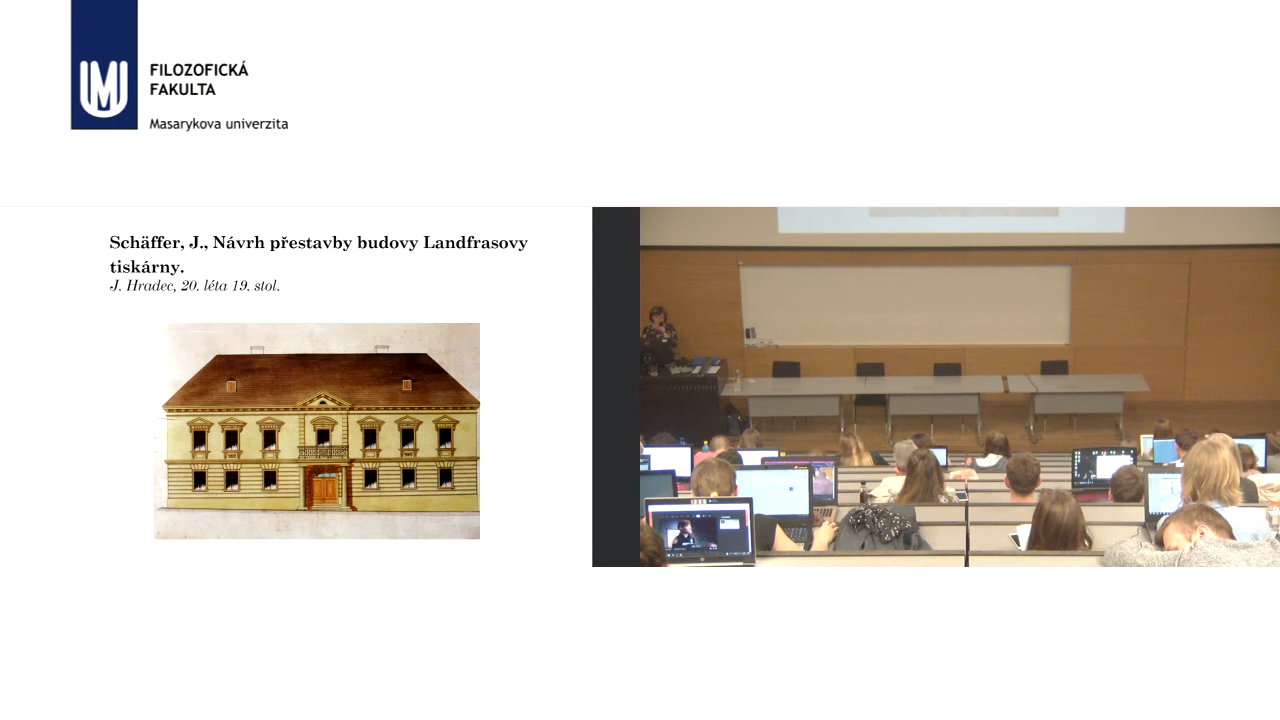 FILOZOFICKÁ
FAKULTA
Masarykova univerzita
Schäffer, J., Návrh přestavby budovy Landfrasovy
tiskárny.
J. Hradec, 20. léta 19. stol.